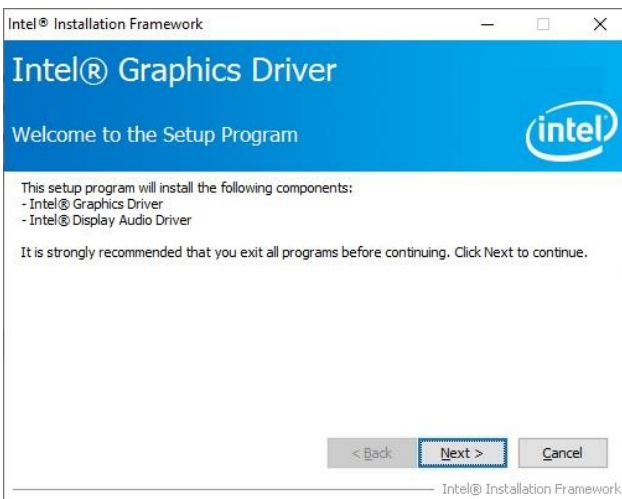 Intel® Installation Framework
Intel® Graphics Driver
Welcome to the Setup Program
intel
This setup program will install the following components:
- Intel® Graphics Driver
- Intel® Display Audio Driver
It is strongly recommended that you exit all programs before continuing. Click Next to continue.
< Back Next > Cancel
Intel® Installation Framework